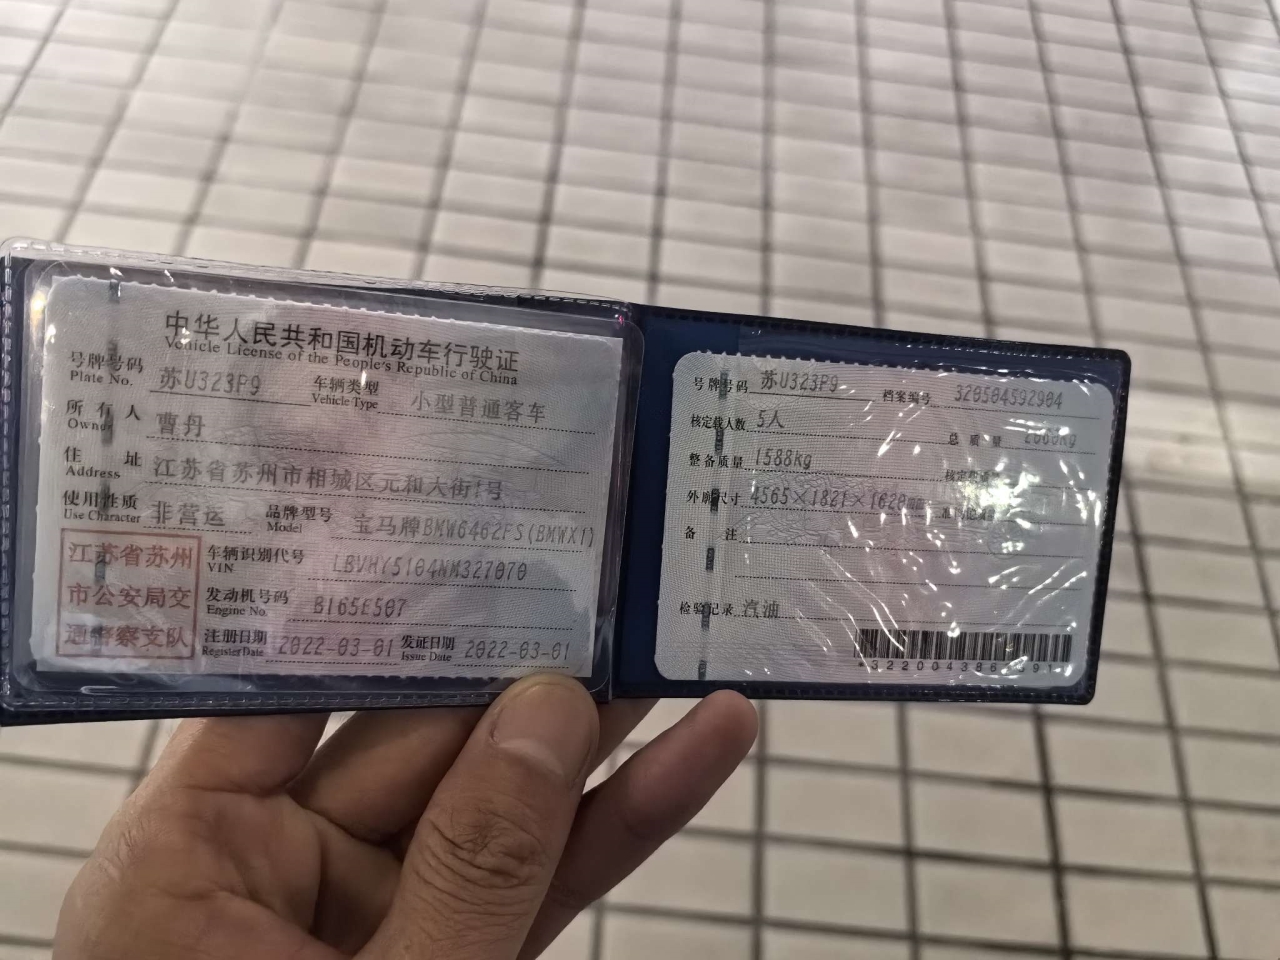 中华人民共和国机动车行驶证
Vehicle License of the People's Republic of China
号牌号码 苏U323P9 车辆类型 小型普通客车
Plate No. Vehicle Type
所有人 曹丹
Owner
住址 江苏省苏州市相城区元和大街1号
Address
使用性质 非营运 品牌型号 宝马牌BMW6462FS(BMWX1)
Use Character Model
江苏省苏州
市公安局交
通警察支队
车辆识别代号 LBVHY5104NM327070
VIN
发动机号码 B165E507
Engine No.
注册日期 2022-03-01 发证日期 2022-03-01
Register Date Issue Date
号牌号码 苏U323P9 档案编号 320504592904
核定载人数 5人 总质量
整备质量 1588kg
外廓尺寸 4565×1821×1620
备注
检验记录 汽油